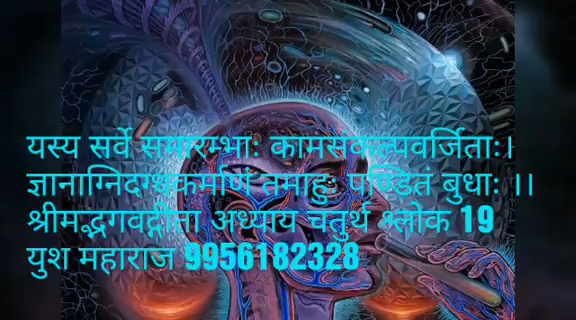 यस्य सर्वे समारम्भाः कामसंकल्पवर्जिताः।
ज्ञानाग्निदग्धकर्माणं तमाहुः पण्डितं बुधाः ।।
श्रीमद्भगवद्गीता अध्याय चतुर्थ श्लोक 19
युश महाराज 9956182328